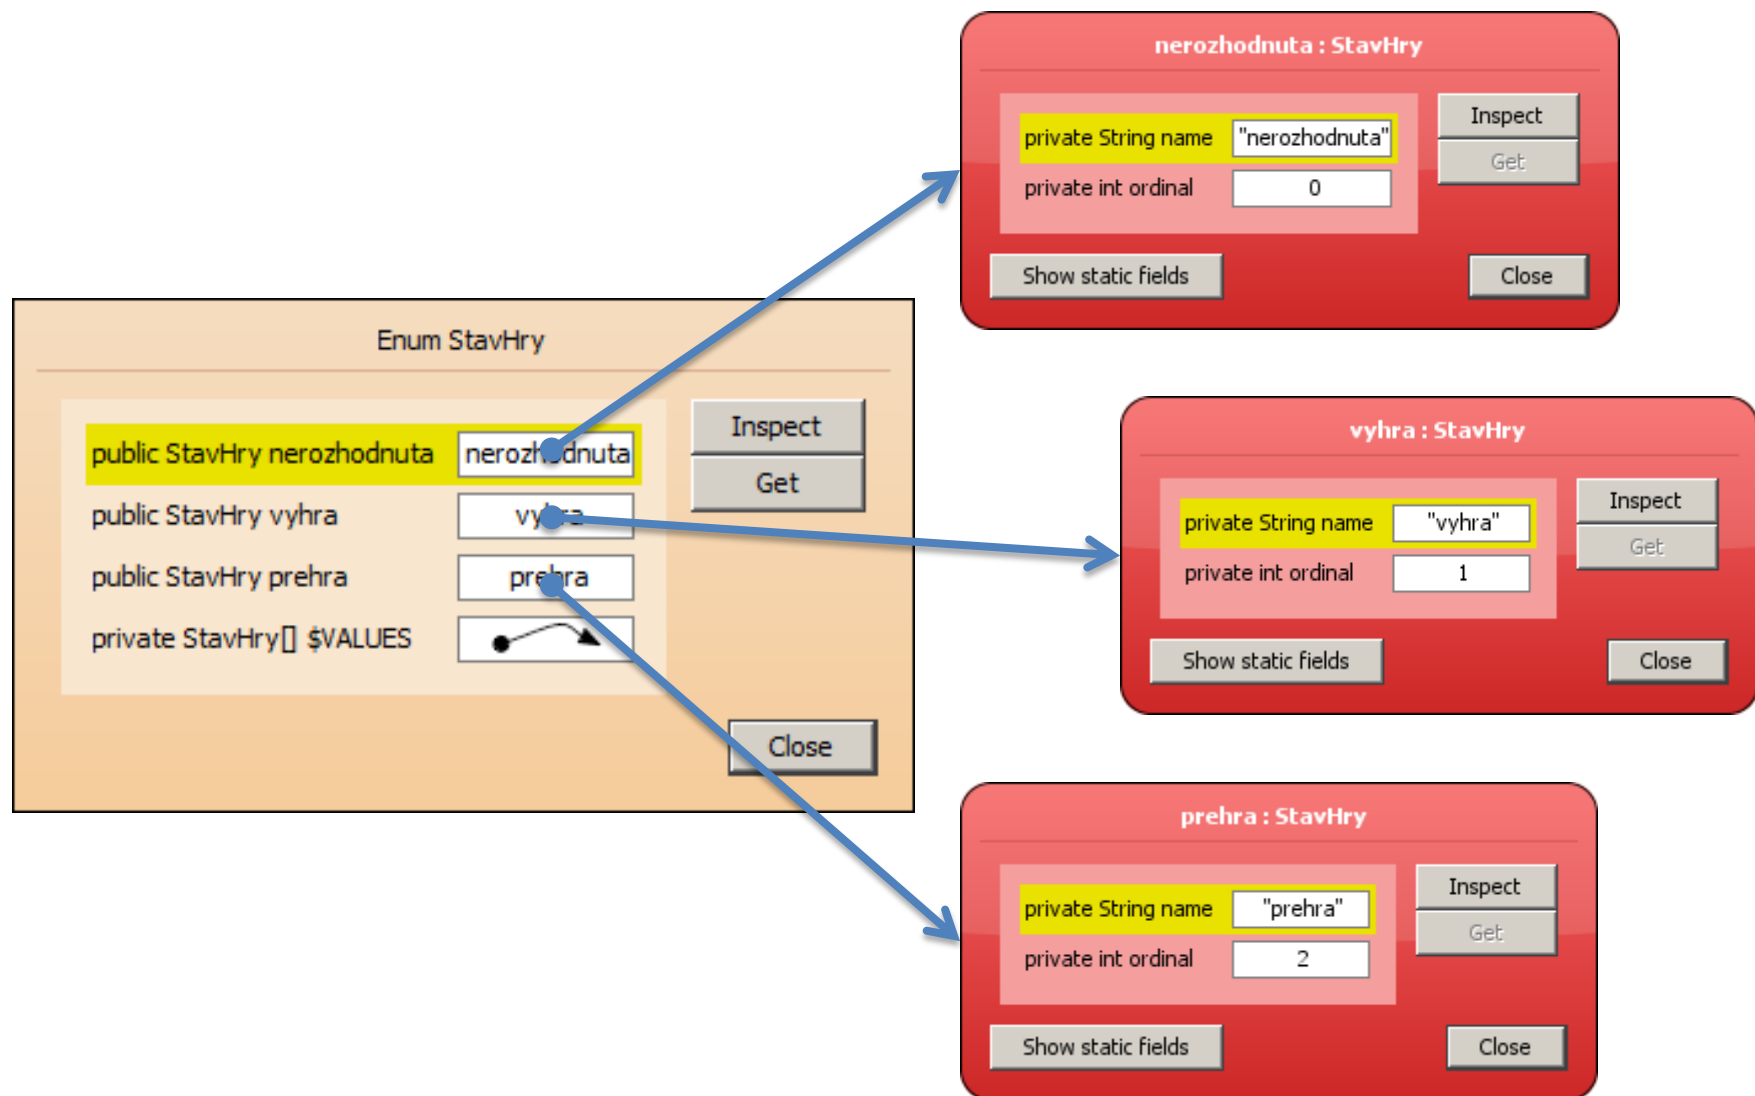 Enum StavHry
public StavHry nerozhodnuta nerozhodnuta
public StavHry vyhra vyhra
public StavHry prehra prehra
private StavHry[] $VALUES
Inspect
Get
Close
nerozhodnuta : StavHry
private String name "nerozhodnuta"
private int ordinal 0
Inspect
Get
Show static fields
Close
vyhra : StavHry
private String name "vyhra"
private int ordinal 1
Inspect
Get
Show static fields
Close
prehra : StavHry
private String name "prehra"
private int ordinal 2
Inspect
Get
Show static fields
Close